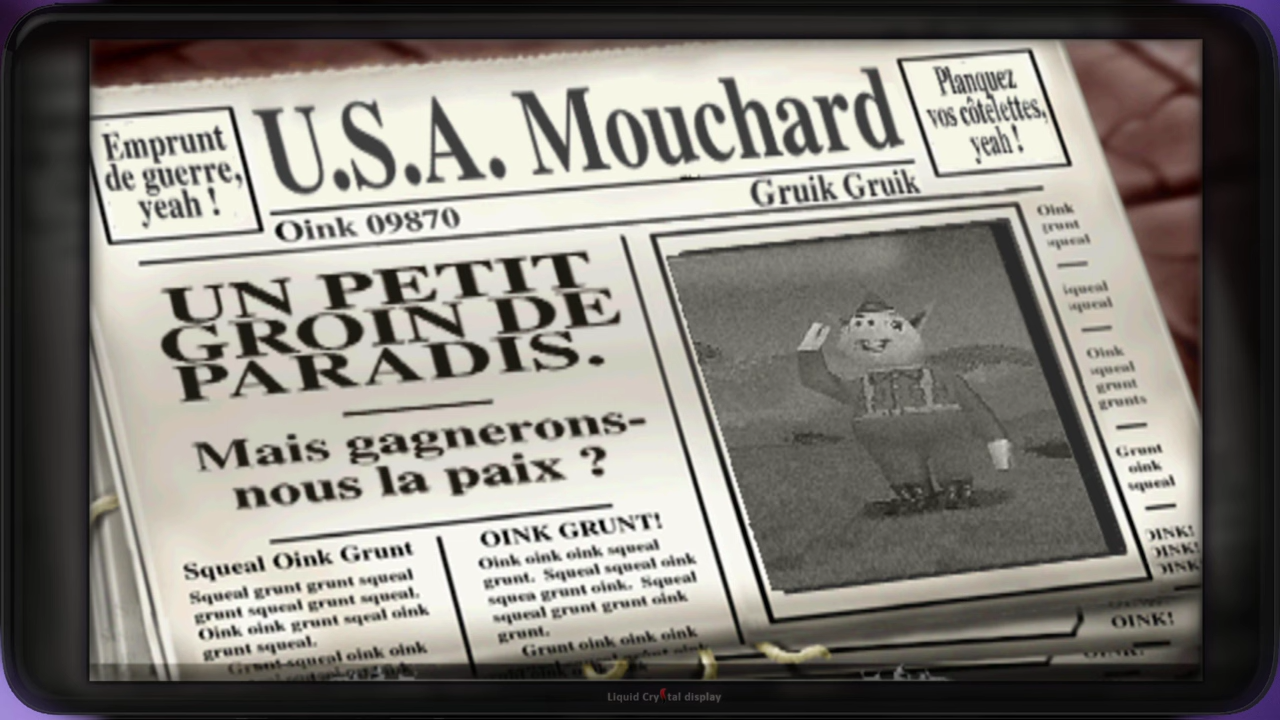 Emprunt
de guerre,
yeah !
U.S.A. Mouchard
Planquez
vos côtelettes,
yeah !
Oink 09870
Gruik Gruik
UN PETIT
GROIN DE
PARADIS.
Mais gagnerons-
nous la paix ?
Squeal Oink Grunt
Squeal grunt grunt squeal
grunt squeal grunt squeal.
Oink oink grunt sqeal oink
grunt squeal.
Grunt squeal oink oink
OINK GRUNT!
Oink oink oink squeal
grunt. Squeal squeal oink
squea grunt oink. Squeal
squeal grunt grunt oink
grunt.
Grunt oink oink oink
Oink
grunt
squeal
squeal
squeal
Oink
squeal
grunt
grunts
Grunt
oink
squeal
OINK!
OINK!
OINK!
OINK!
Liquid Crystal display